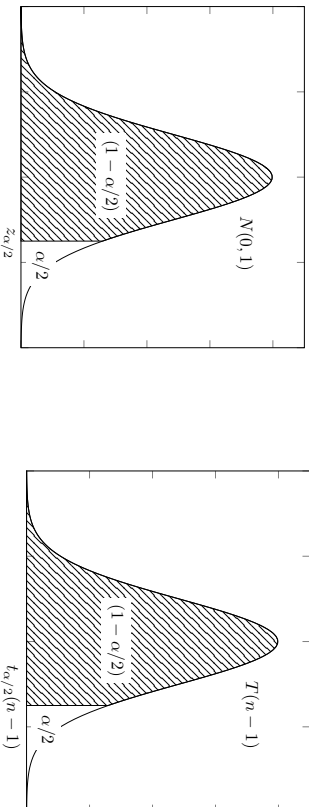 N(0, 1)
(1 − α/2)
α/2
z_{α/2}
T(n − 1)
(1 − α/2)
α/2
t_{α/2}(n − 1)